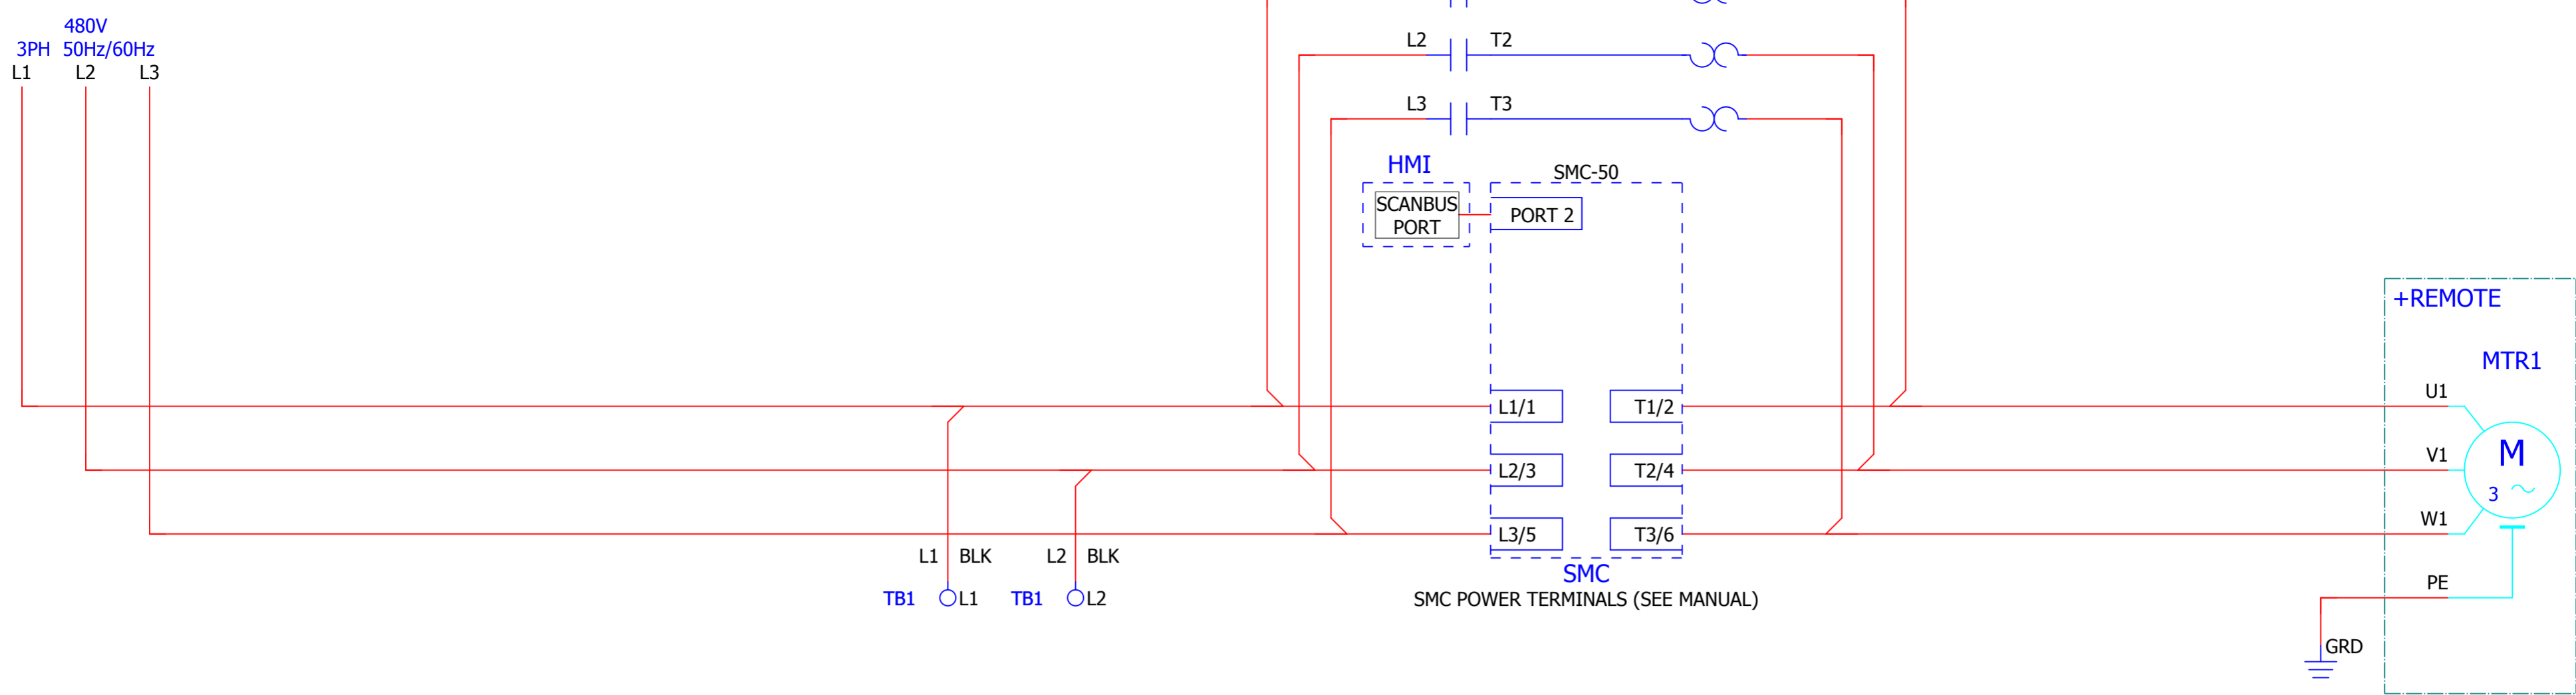 480V
3PH 50Hz/60Hz
L1 L2 L3
L2 T2
L3 T3
HMI
SCANBUS
PORT
SMC-50
PORT 2
+REMOTE
MTR1
L1/1 T1/2
U1
L2/3 T2/4
V1
M
3
L3/5 T3/6
W1
L1 BLK L2 BLK
SMC
TB1 L1 TB1 L2
SMC POWER TERMINALS (SEE MANUAL)
PE
GRD